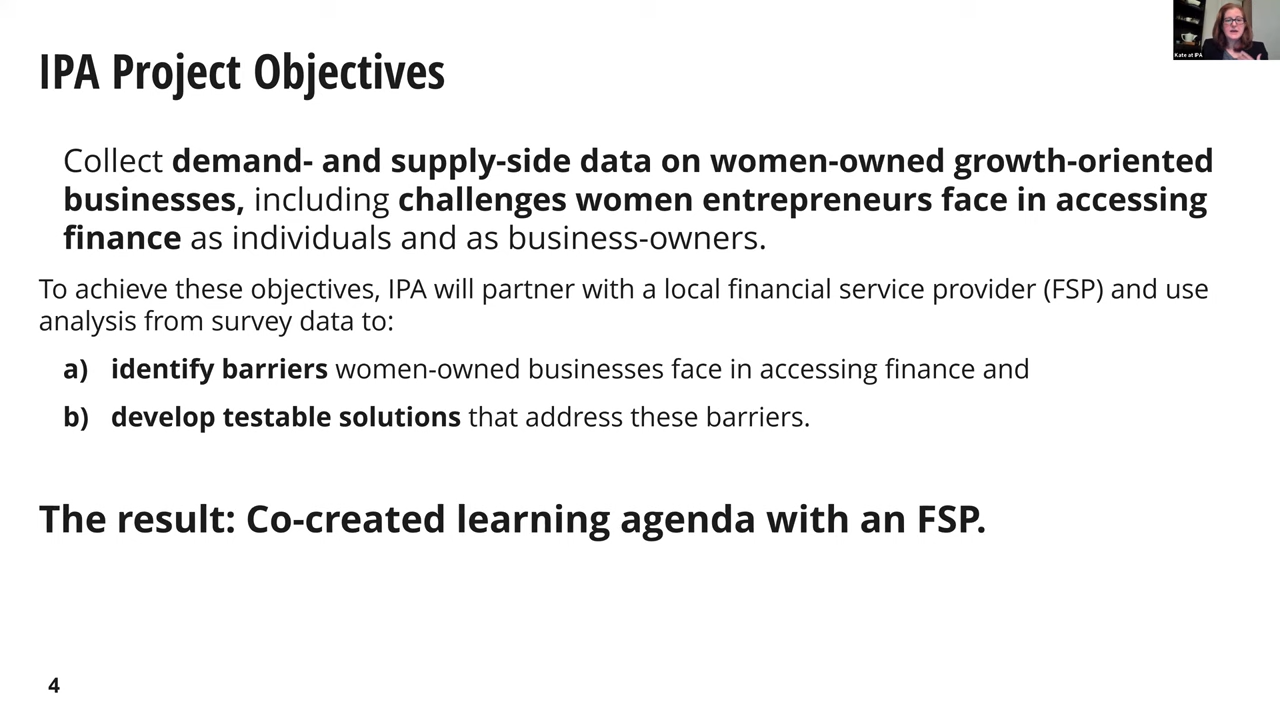 Kate at IPA
IPA Project Objectives
Collect demand- and supply-side data on women-owned growth-oriented
businesses, including challenges women entrepreneurs face in accessing
finance as individuals and as business-owners.
To achieve these objectives, IPA will partner with a local financial service provider (FSP) and use
analysis from survey data to:
a) identify barriers women-owned businesses face in accessing finance and
b) develop testable solutions that address these barriers.
The result: Co-created learning agenda with an FSP.
4